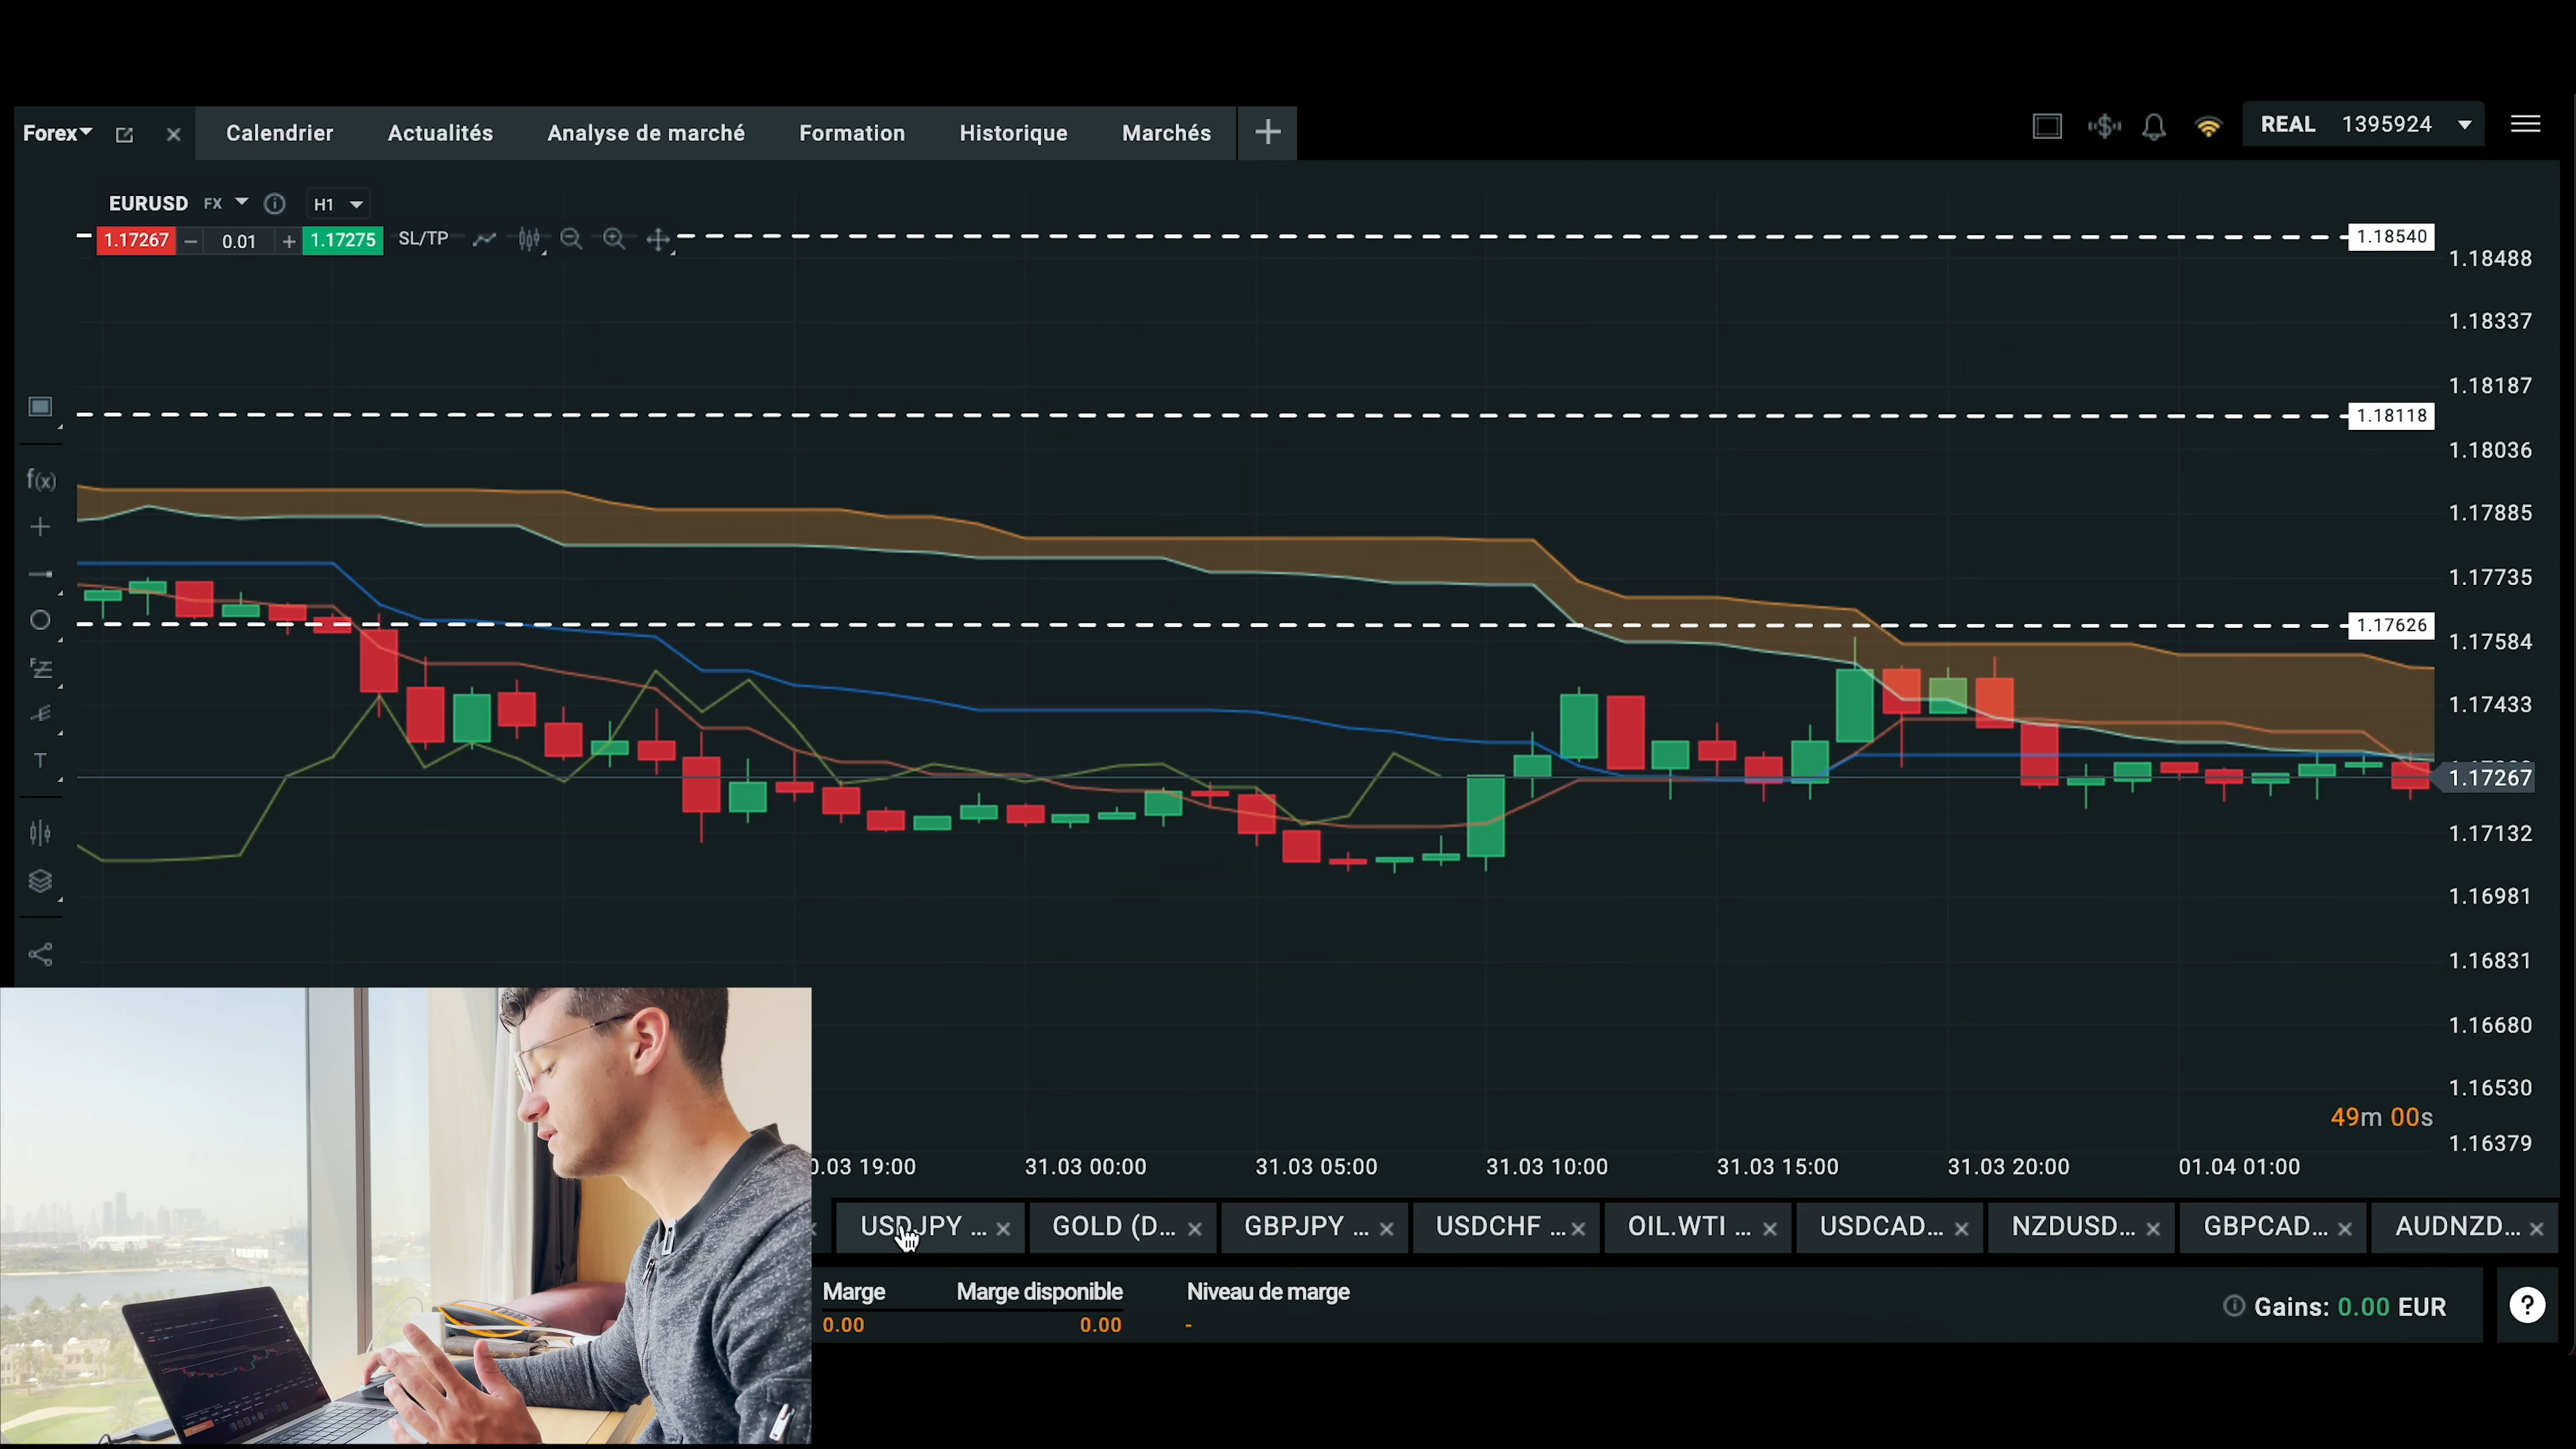 Forex Calendrier Actualités Analyse de marché Formation Historique Marchés + REAL 1395924
EURUSD FX H1
1.17267 − 0.01 + 1.17275 SL/TP
1.18540
1.18488
1.18337
1.18187
1.18118
1.18036
1.17885
1.17735
1.17626
1.17584
1.17433
1.17267
1.17132
1.16981
1.16831
1.16680
1.16530
49m 00s
1.16379
f(x)
T
0.03 19:00 31.03 00:00 31.03 05:00 31.03 10:00 31.03 15:00 31.03 20:00 01.04 01:00
USDJPY ... GOLD (D... GBPJPY ... USDCHF ... OIL.WTI ... USDCAD... NZDUSD... GBPCAD... AUDNZD...
Marge Marge disponible Niveau de marge
0.00 0.00 -
Gains: 0.00 EUR ?